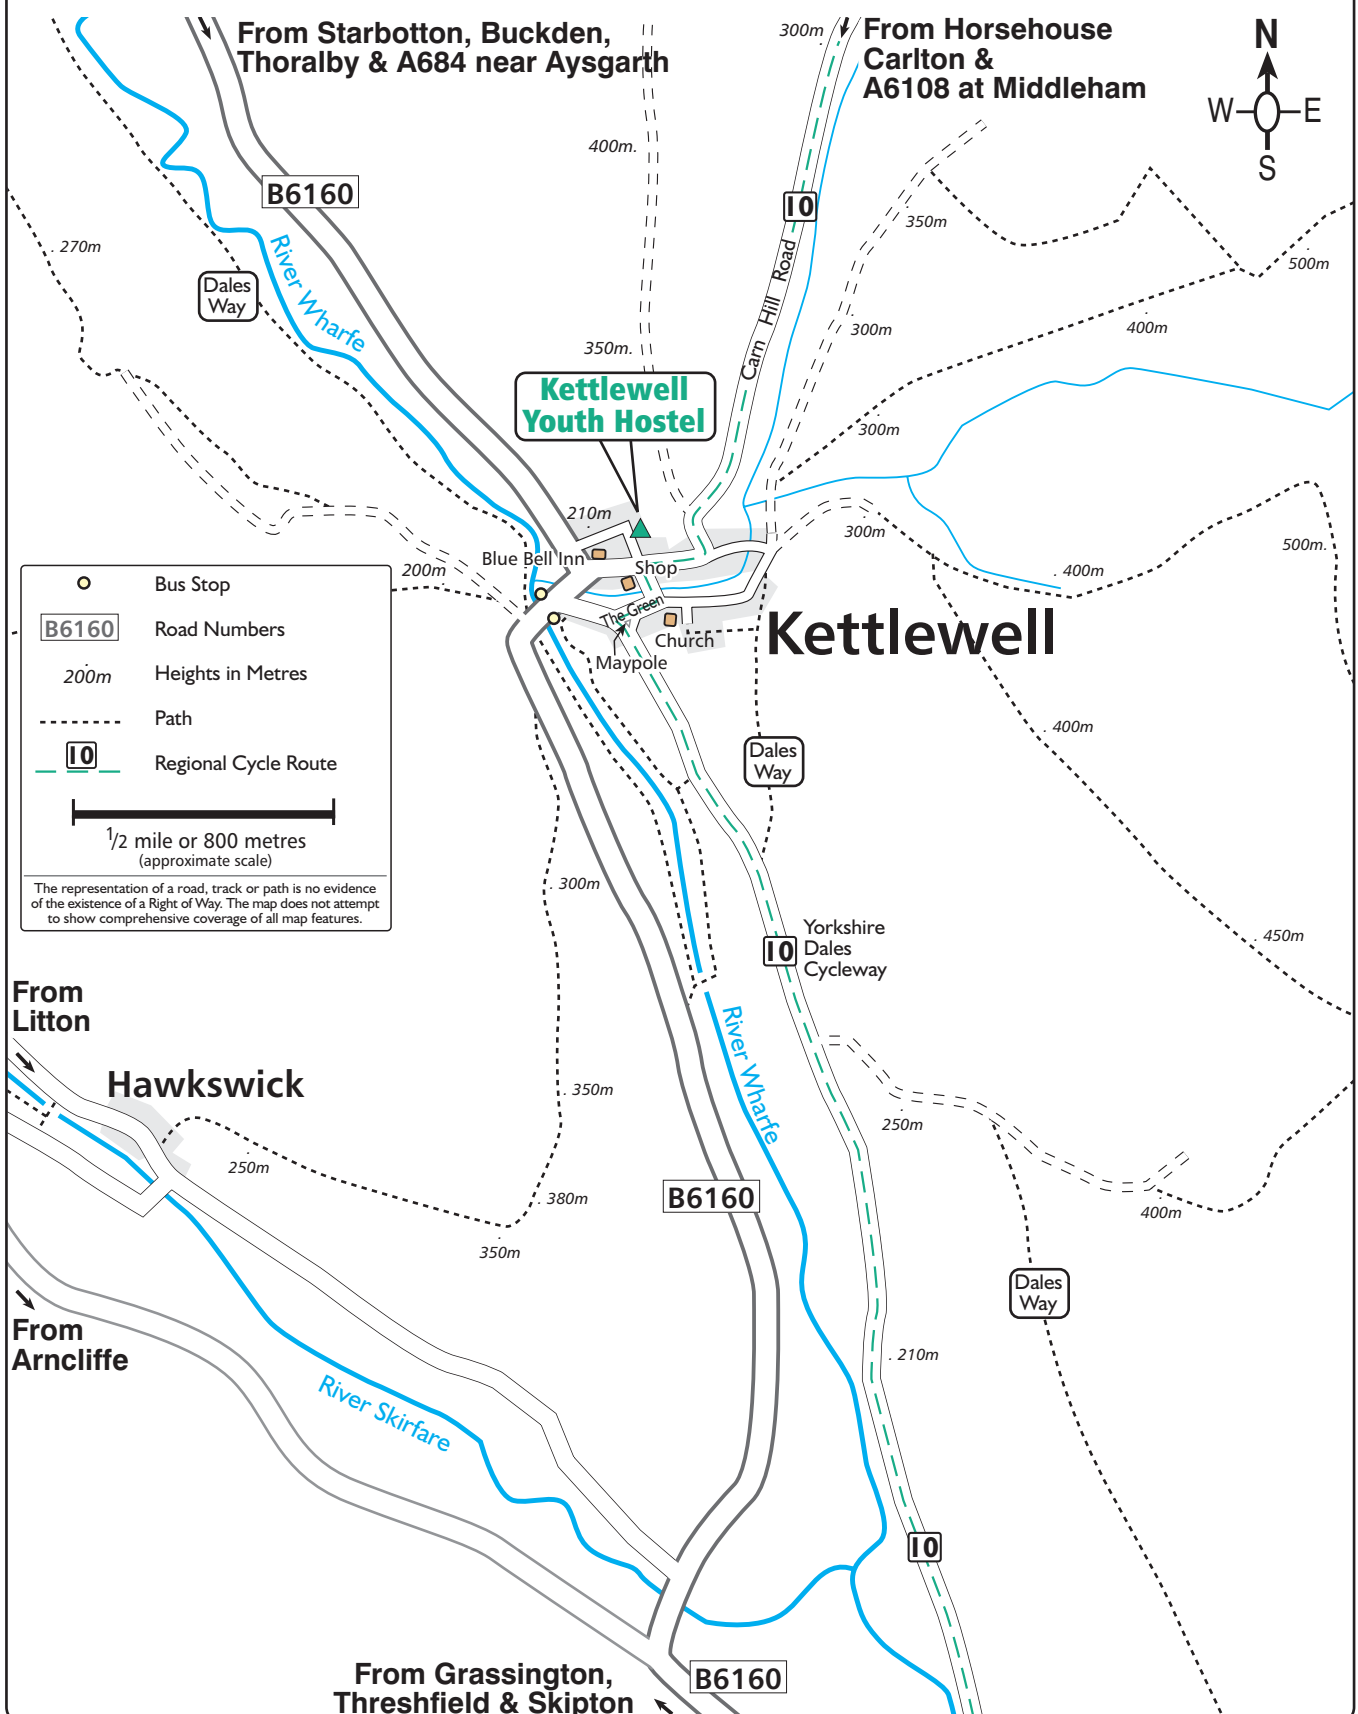 From Starbotton, Buckden,
Thoralby & A684 near Aysgarth
300m
From Horsehouse
Carlton &
A6108 at Middleham
N
W E
S
400m.
B6160
10
350m
. 270m
500m
Dales
Way
River Wharfe
Carn Hill Road
300m
400m
350m.
Kettlewell
Youth Hostel
300m
210m
300m
500m.
Blue Bell Inn
Shop
200m
. 400m
The Green
Kettlewell
Church
Maypole
Bus Stop
B6160
Road Numbers
200m
Heights in Metres
Path
10
Regional Cycle Route
1/2 mile or 800 metres
(approximate scale)
The representation of a road, track or path is no evidence
of the existence of a Right of Way. The map does not attempt
to show comprehensive coverage of all map features.
. 400m
Dales
Way
. 300m
10
Yorkshire
Dales
Cycleway
. 450m
From
Litton
River Wharfe
Hawkswick
. 350m
250m
250m
. 380m
B6160
400m
350m
Dales
Way
From
Arncliffe
. 210m
River Skirfare
10
From Grassington,
Threshfield & Skipton
B6160